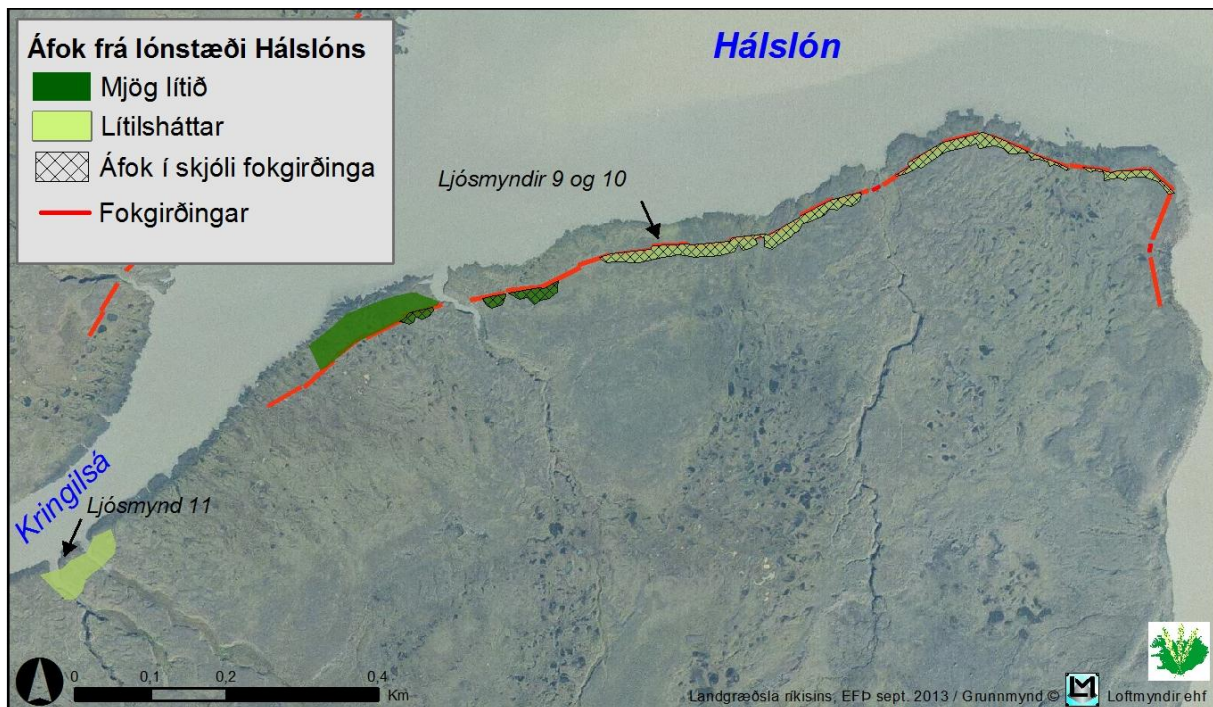 Áfok frá lónstæði Hálslóns
Mjög lítið
Lítilsháttar
Áfok í skjóli fokgirðinga
Fokgirðingar
Hálslón
Ljósmyndir 9 og 10
Kringilsá
Ljósmynd 11
0 0,1 0,2 0,4
Km
Landgræðsla ríkisins, EFÞ sept. 2013 / Grunnmynd © Loftmyndir ehf